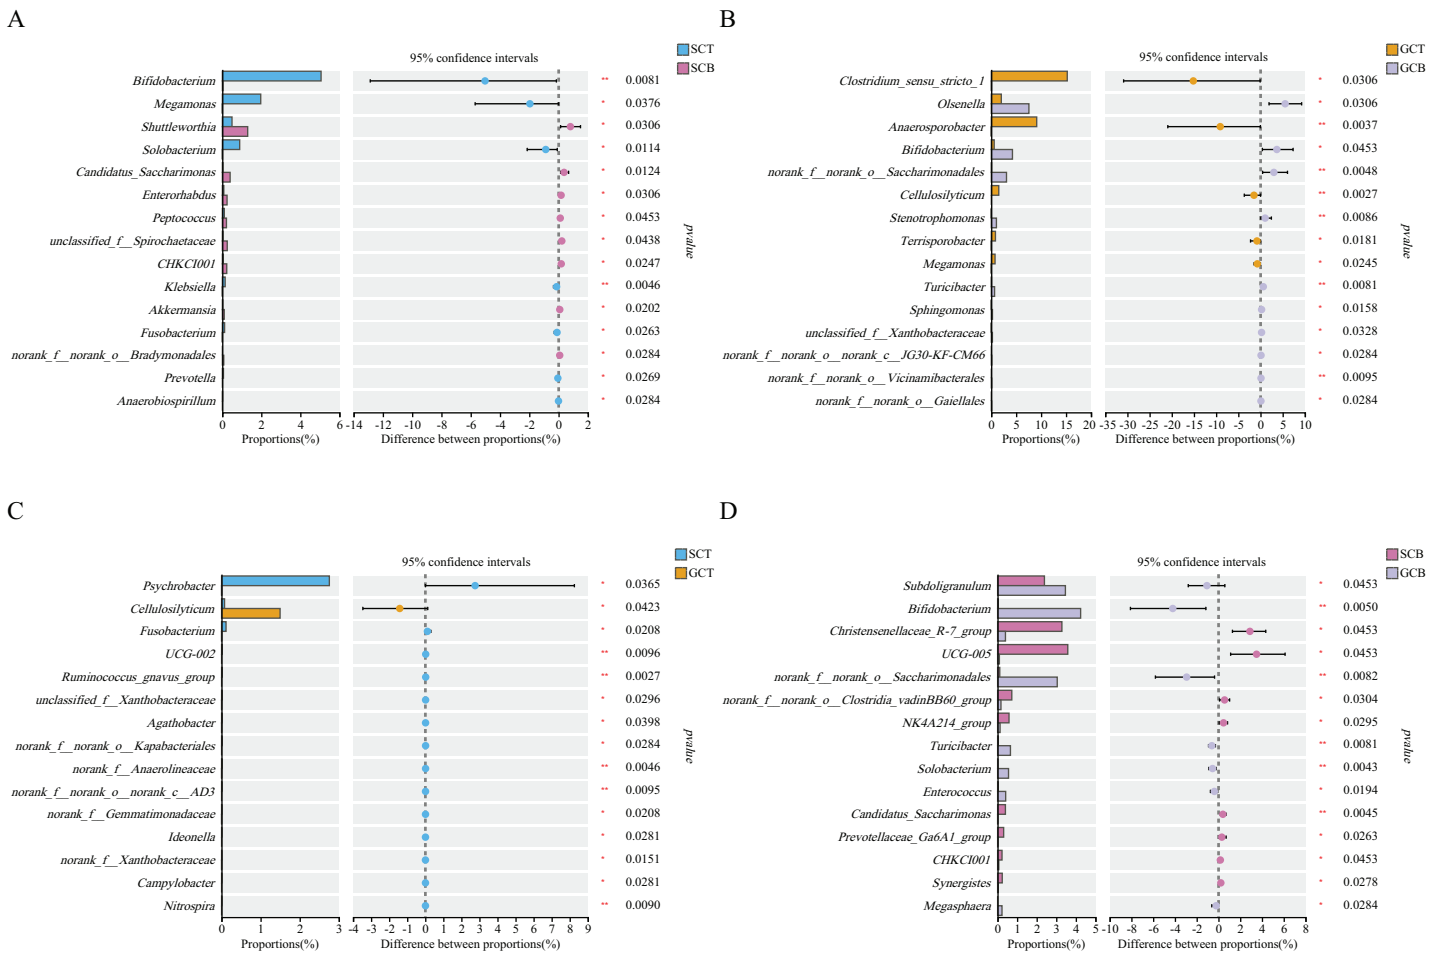 A
95% confidence intervals
SCT
SCB
Bifidobacterium ** 0.0081
Megamonas * 0.0376
Shuttleworthia * 0.0306
Solobacterium * 0.0114
Candidatus_Saccharimonas * 0.0124
Enterorhabdus * 0.0306
Peptococcus * 0.0453
unclassified_f__Spirochaetaceae * 0.0438
CHKCI001 * 0.0247
Klebsiella ** 0.0046
Akkermansia * 0.0202
Fusobacterium * 0.0263
norank_f__norank_o__Bradymonadales * 0.0284
Prevotella * 0.0269
Anaerobiospirillum * 0.0284
pvalue
0 2 4 6 -14 -12 -10 -8 -6 -4 -2 0 2
Proportions(%) Difference between proportions(%)
B
95% confidence intervals
GCT
GCB
Clostridium_sensu_stricto_1 * 0.0306
Olsenella * 0.0306
Anaerosporobacter ** 0.0037
Bifidobacterium * 0.0453
norank_f__norank_o__Saccharimonadales ** 0.0048
Cellulosilyticum ** 0.0027
Stenotrophomonas ** 0.0086
Terrisporobacter * 0.0181
Megamonas * 0.0245
Turicibacter ** 0.0081
Sphingomonas * 0.0158
unclassified_f__Xanthobacteraceae * 0.0328
norank_f__norank_o__norank_c__JG30-KF-CM66 * 0.0284
norank_f__norank_o__Vicinamibacterales ** 0.0095
norank_f__norank_o__Gaiellales * 0.0284
pvalue
0 5 10 15 20 -35 -30 -25 -20 -15 -10 -5 0 5 10
Proportions(%) Difference between proportions(%)
C
95% confidence intervals
SCT
GCT
Psychrobacter * 0.0365
Cellulosilyticum * 0.0423
Fusobacterium * 0.0208
UCG-002 ** 0.0096
Ruminococcus_gnavus_group ** 0.0027
unclassified_f__Xanthobacteraceae * 0.0296
Agathobacter * 0.0398
norank_f__norank_o__Kapabacteriales * 0.0284
norank_f__Anaerolineaceae ** 0.0046
norank_f__norank_o__norank_c__AD3 ** 0.0095
norank_f__Gemmatimonadaceae * 0.0208
Ideonella * 0.0281
norank_f__Xanthobacteraceae * 0.0151
Campylobacter * 0.0281
Nitrospira ** 0.0090
pvalue
0 1 2 3 -4 -3 -2 -1 0 1 2 3 4 5 6 7 8 9
Proportions(%) Difference between proportions(%)
D
95% confidence intervals
SCB
GCB
Subdoligranulum * 0.0453
Bifidobacterium ** 0.0050
Christensenellaceae_R-7_group * 0.0453
UCG-005 * 0.0453
norank_f__norank_o__Saccharimonadales ** 0.0082
norank_f__norank_o__Clostridia_vadinBB60_group * 0.0304
NK4A214_group * 0.0295
Turicibacter ** 0.0081
Solobacterium ** 0.0043
Enterococcus * 0.0194
Candidatus_Saccharimonas ** 0.0045
Prevotellaceae_Ga6A1_group * 0.0263
CHKCI001 * 0.0453
Synergistes * 0.0278
Megasphaera * 0.0284
pvalue
0 1 2 3 4 5 -10 -8 -6 -4 -2 0 2 4 6 8
Proportions(%) Difference between proportions(%)